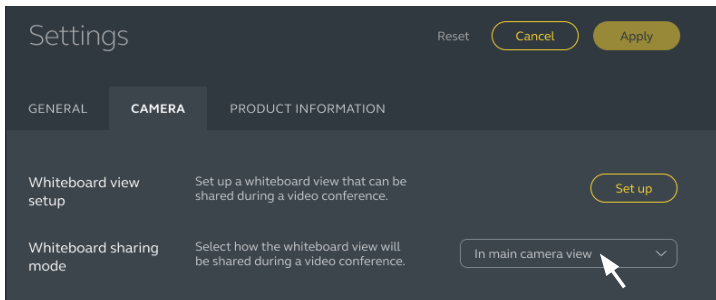 Settings
Reset
Cancel
Apply
GENERAL
CAMERA
PRODUCT INFORMATION
Whiteboard view
setup
Set up a whiteboard view that can be
shared during a video conference.
Set up
Whiteboard sharing
mode
Select how the whiteboard view will
be shared during a video conference.
In main camera view